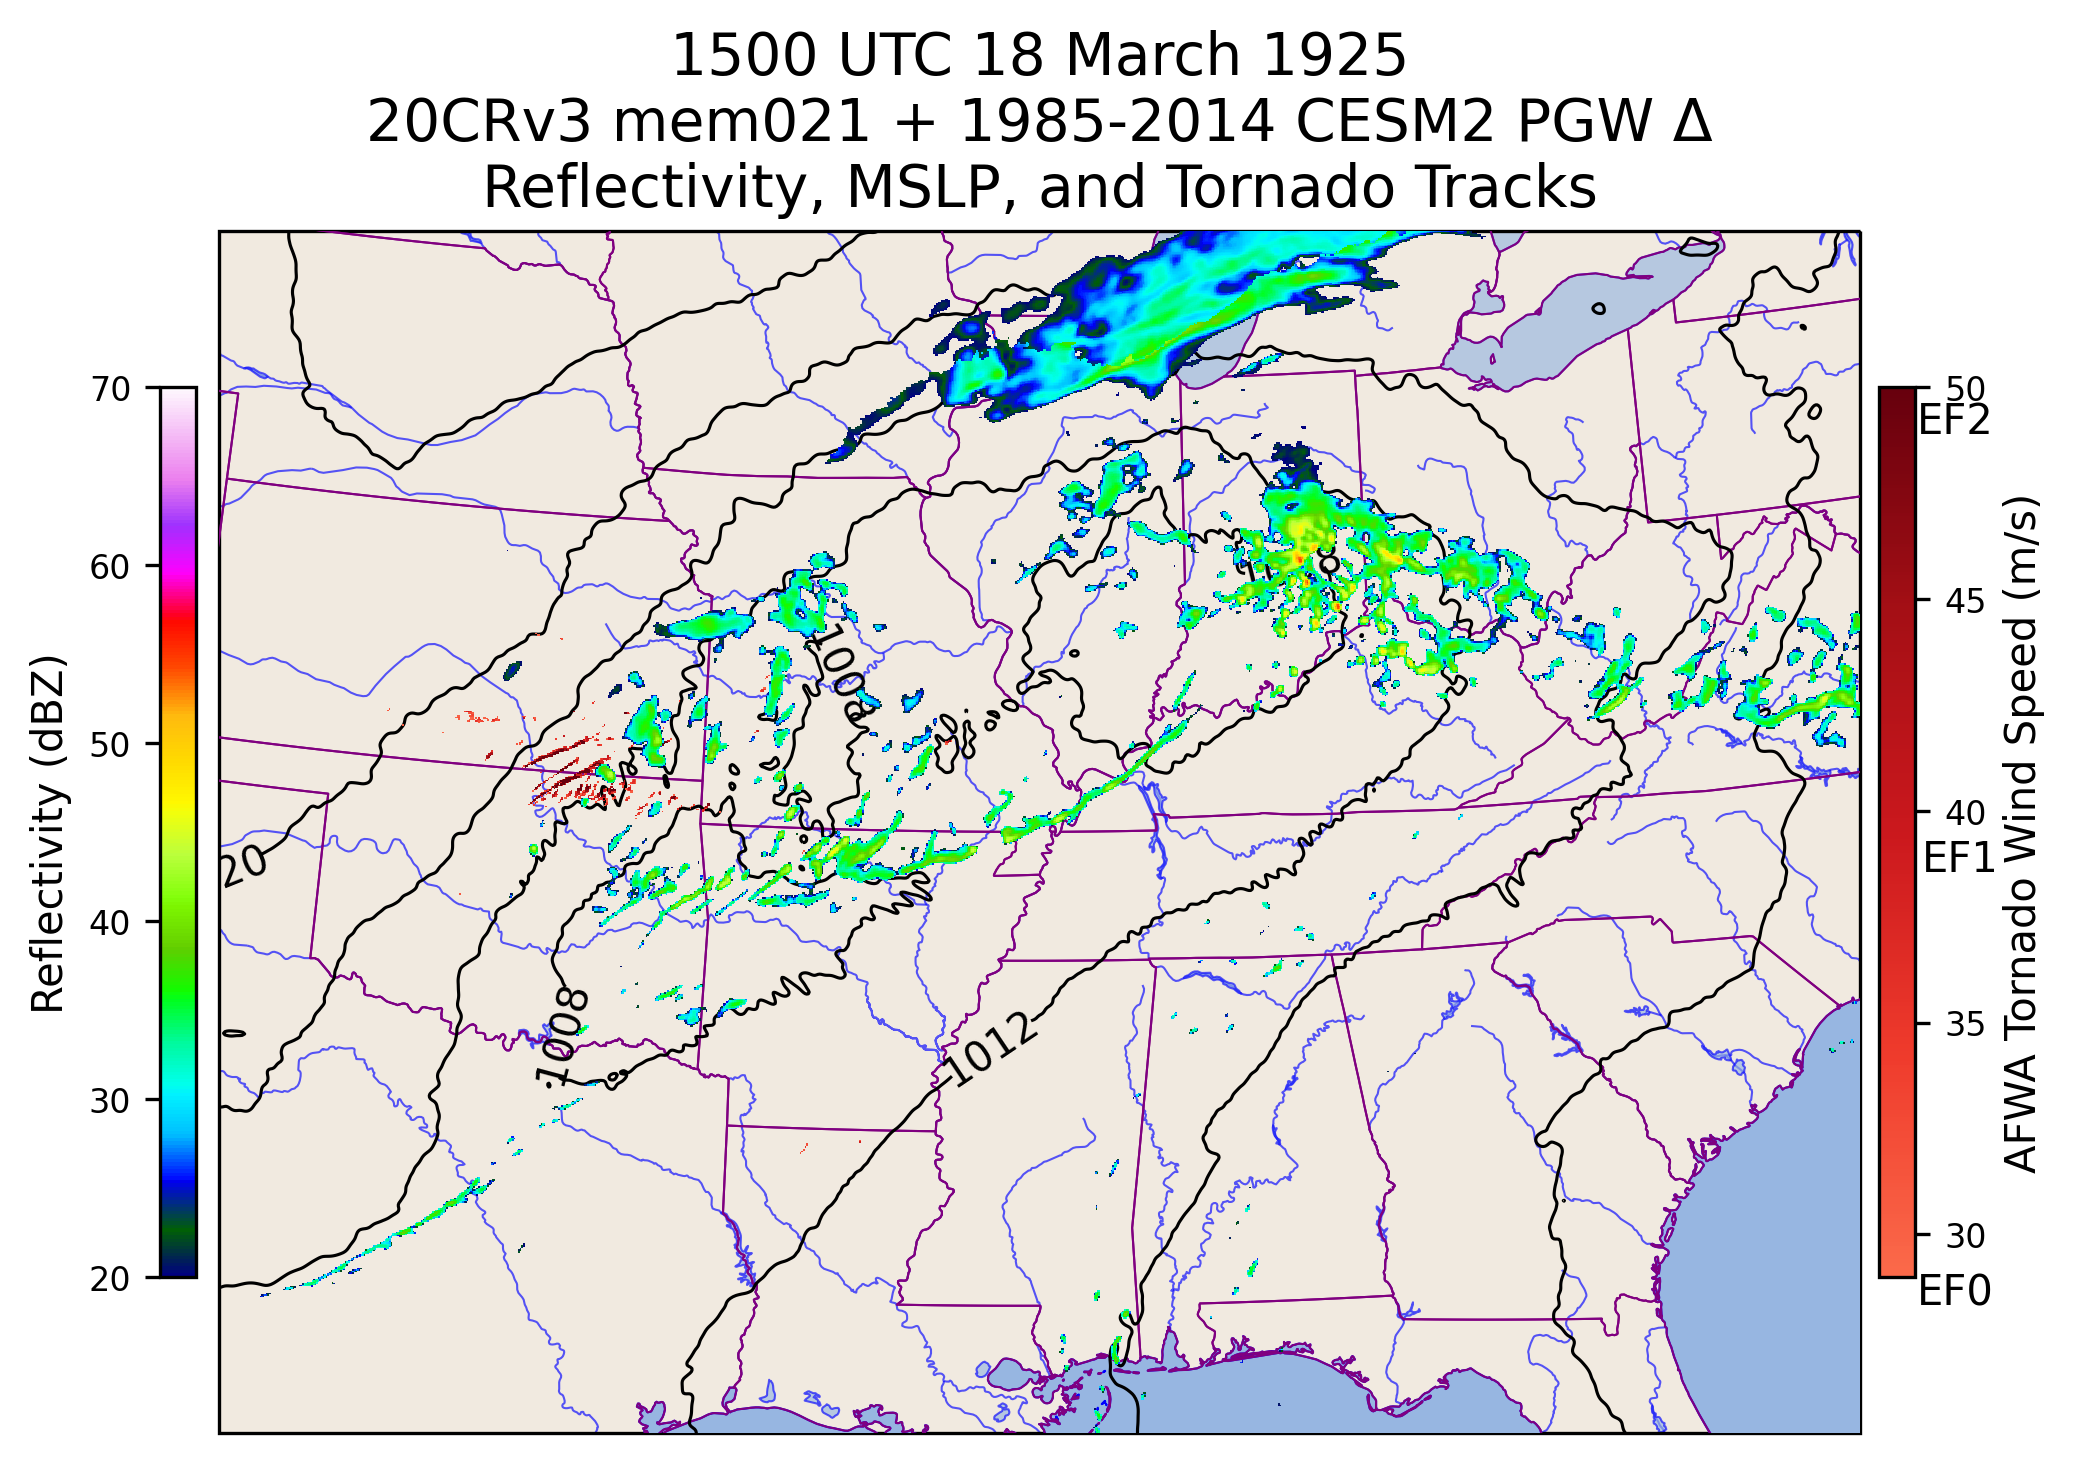 1500 UTC 18 March 1925
20CRv3 mem021 + 1985-2014 CESM2 PGW Δ
Reflectivity, MSLP, and Tornado Tracks
70
60
50
40
30
20
Reflectivity (dBZ)
20
1008
1008
1012
50
EF2
45
40
EF1
35
30
EF0
AFWA Tornado Wind Speed (m/s)